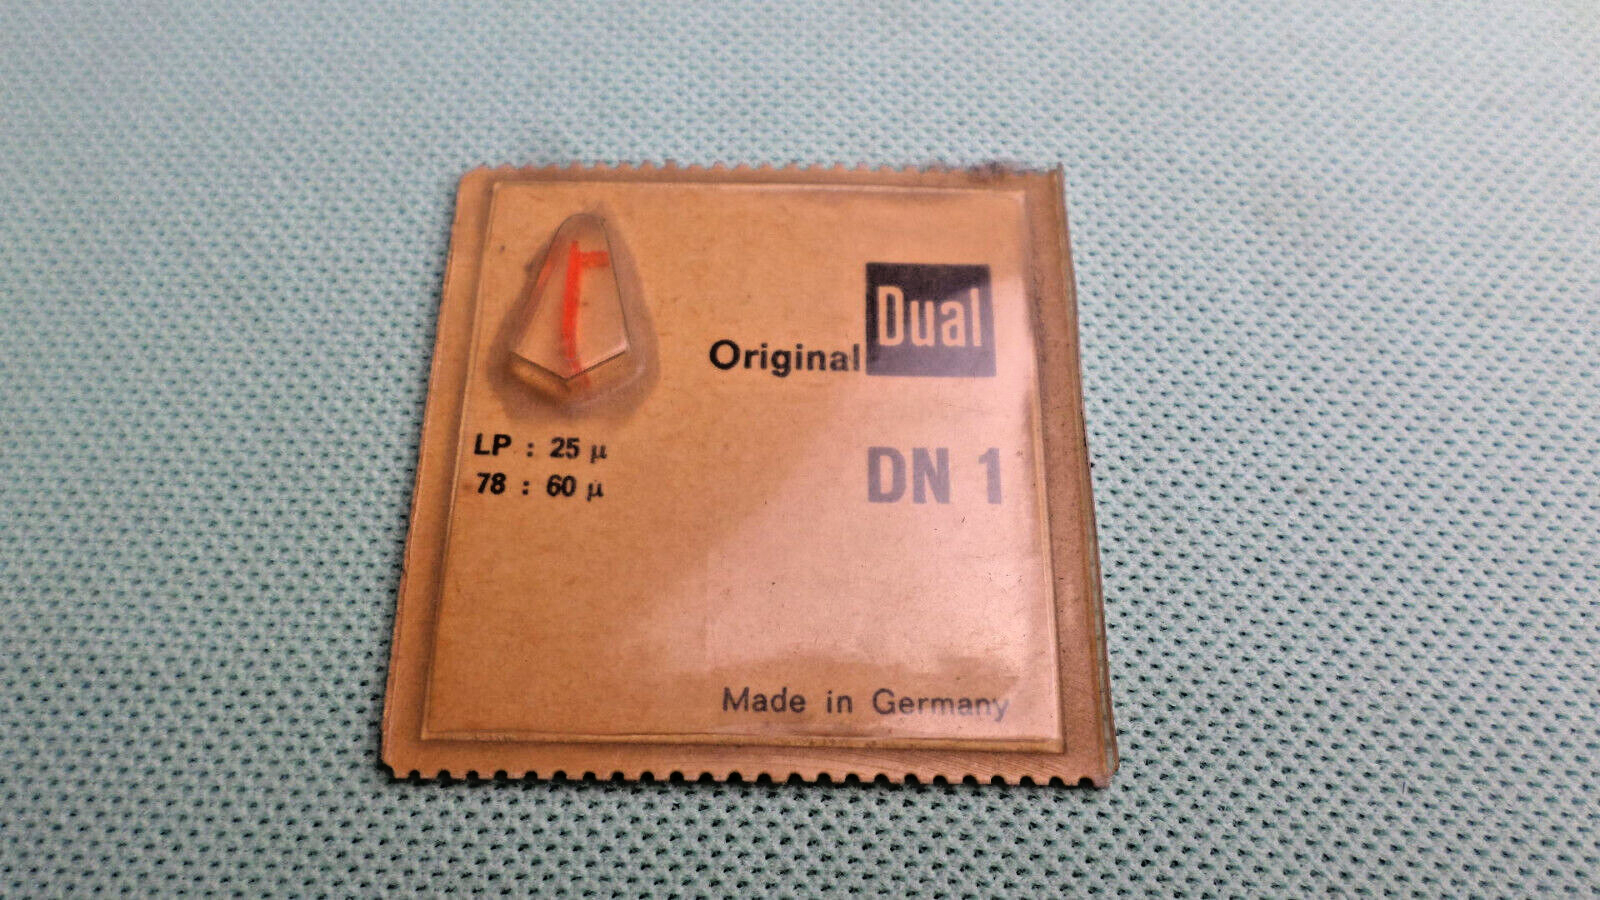 Original Dual
LP : 25 µ
78 : 60 µ
DN 1
Made in Germany